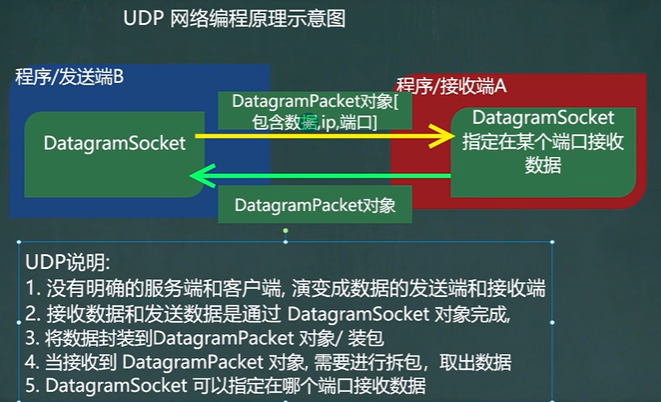 UDP 网络编程原理示意图
程序/发送端B
程序/接收端A
DatagramPacket对象[
包含数据,ip,端口]
DatagramSocket
DatagramSocket
指定在某个端口接收
数据
DatagramPacket对象
UDP说明:
1. 没有明确的服务端和客户端, 演变成数据的发送端和接收端
2. 接收数据和发送数据是通过 DatagramSocket 对象完成,
3. 将数据封装到DatagramPacket 对象/ 装包
4. 当接收到 DatagramPacket 对象, 需要进行拆包，取出数据
5. DatagramSocket 可以指定在哪个端口接收数据